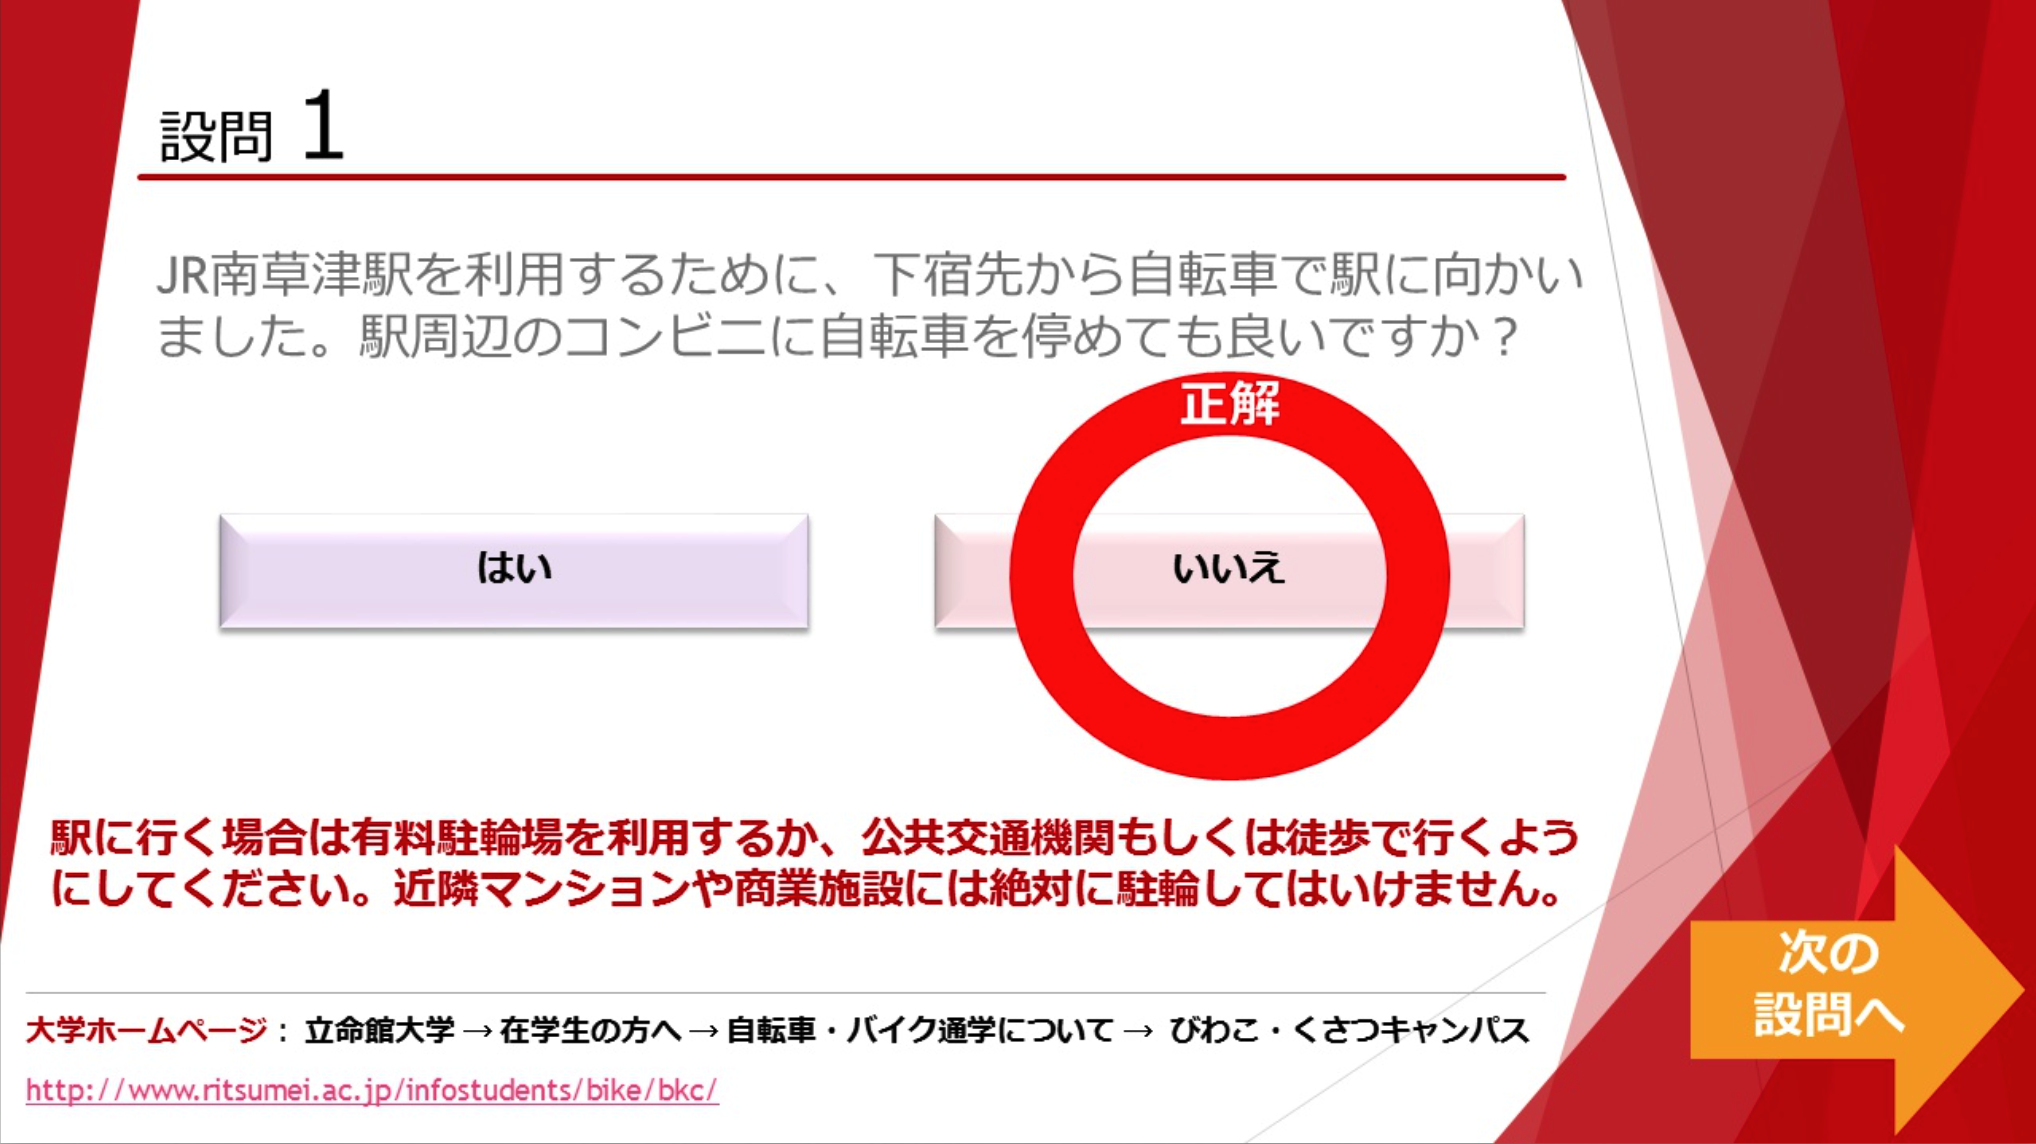 設問 1
JR南草津駅を利用するために、下宿先から自転車で駅に向かい
ました。駅周辺のコンビニに自転車を停めても良いですか？
正解
はい
いいえ
駅に行く場合は有料駐輪場を利用するか、公共交通機関もしくは徒歩で行くよう
にしてください。近隣マンションや商業施設には絶対に駐輪してはいけません。
次の
設問へ
大学ホームページ： 立命館大学→在学生の方へ→自転車・バイク通学について→ びわこ・くさつキャンパス
http://www.ritsumei.ac.jp/infostudents/bike/bkc/